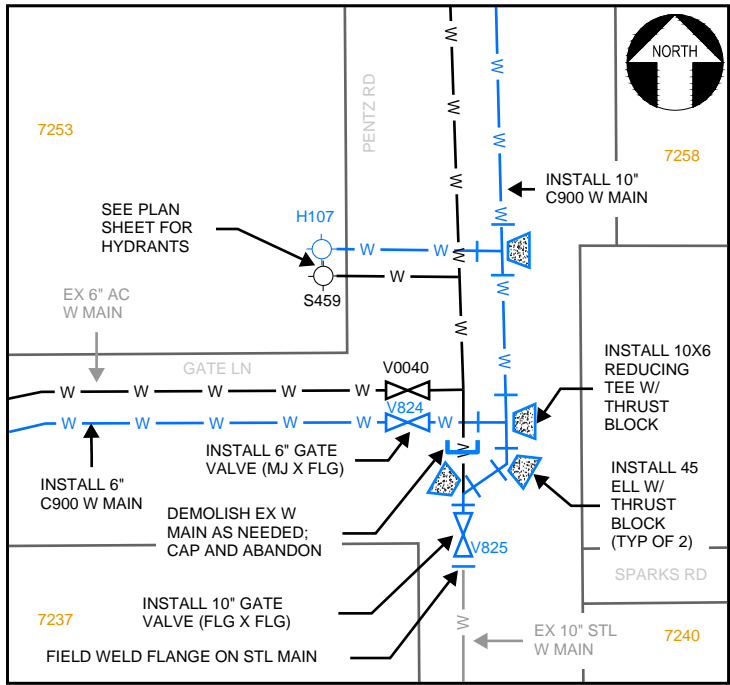 NORTH
PENTZ RD
7253
7258
INSTALL 10"
C900 W MAIN
SEE PLAN
SHEET FOR
HYDRANTS
H107
S459
W
W
W
W
W
W
W
W
W
W
W
W
W
EX 6" AC
W MAIN
GATE LN
V0040
W
W
W
W
W
INSTALL 10X6
REDUCING
TEE W/
THRUST
BLOCK
V824
W
W
W
W
W
W
INSTALL 6" GATE
VALVE (MJ X FLG)
W
INSTALL 6"
C900 W MAIN
INSTALL 45
ELL W/
THRUST
BLOCK
(TYP OF 2)
DEMOLISH EX W
MAIN AS NEEDED;
CAP AND ABANDON
V825
SPARKS RD
INSTALL 10" GATE
VALVE (FLG X FLG)
7237
W
EX 10" STL
W MAIN
7240
FIELD WELD FLANGE ON STL MAIN